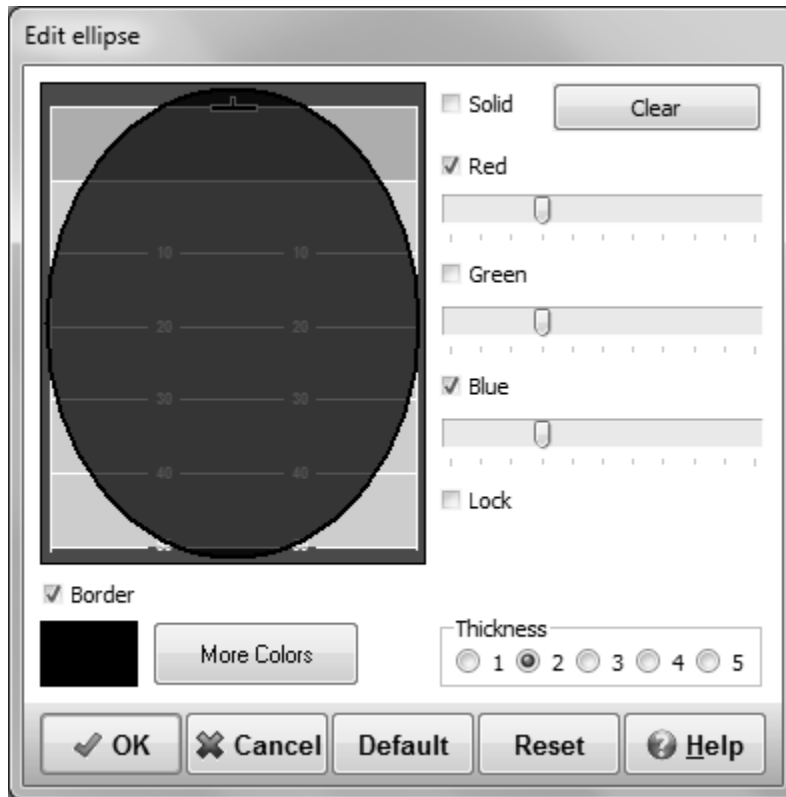 Edit ellipse
Solid
Clear
Red
10 10
Green
20 20
Blue
30 30
40 40
Lock
Border
More Colors
Thickness
1 2 3 4 5
OK Cancel Default Reset Help